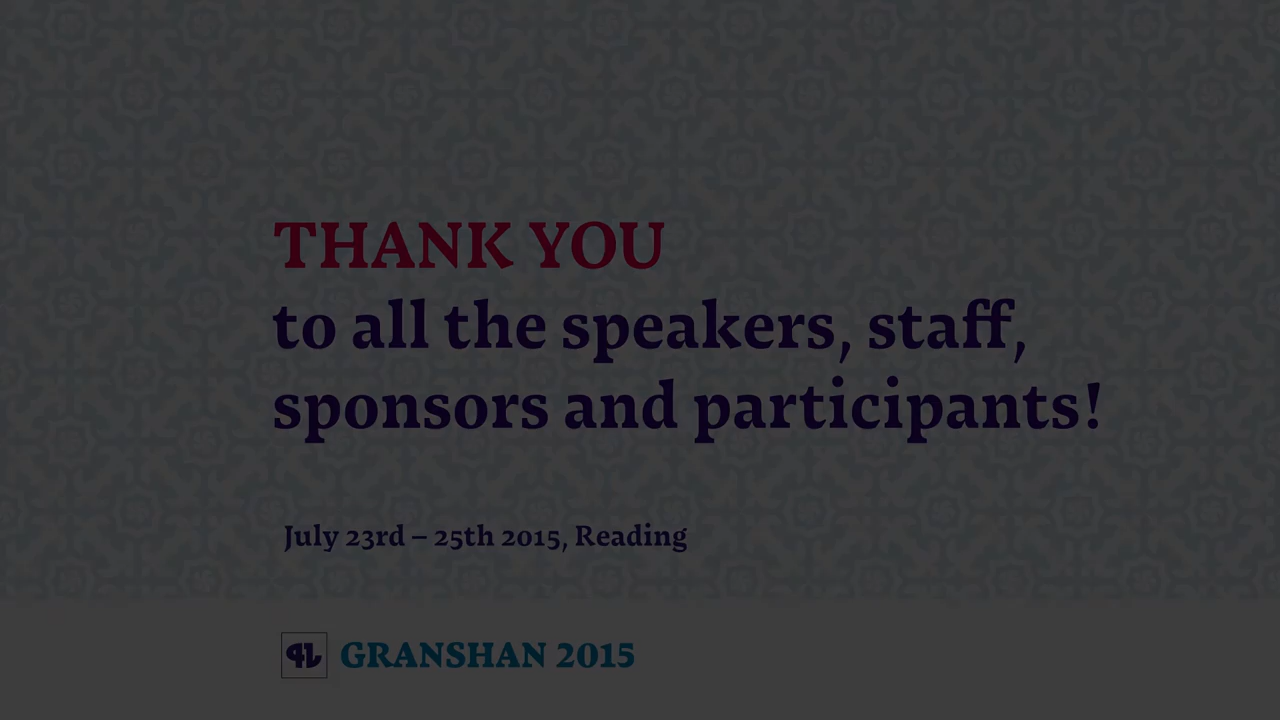 THANK YOU
to all the speakers, staff,
sponsors and participants!
July 23rd – 25th 2015, Reading
GRANSHAN 2015